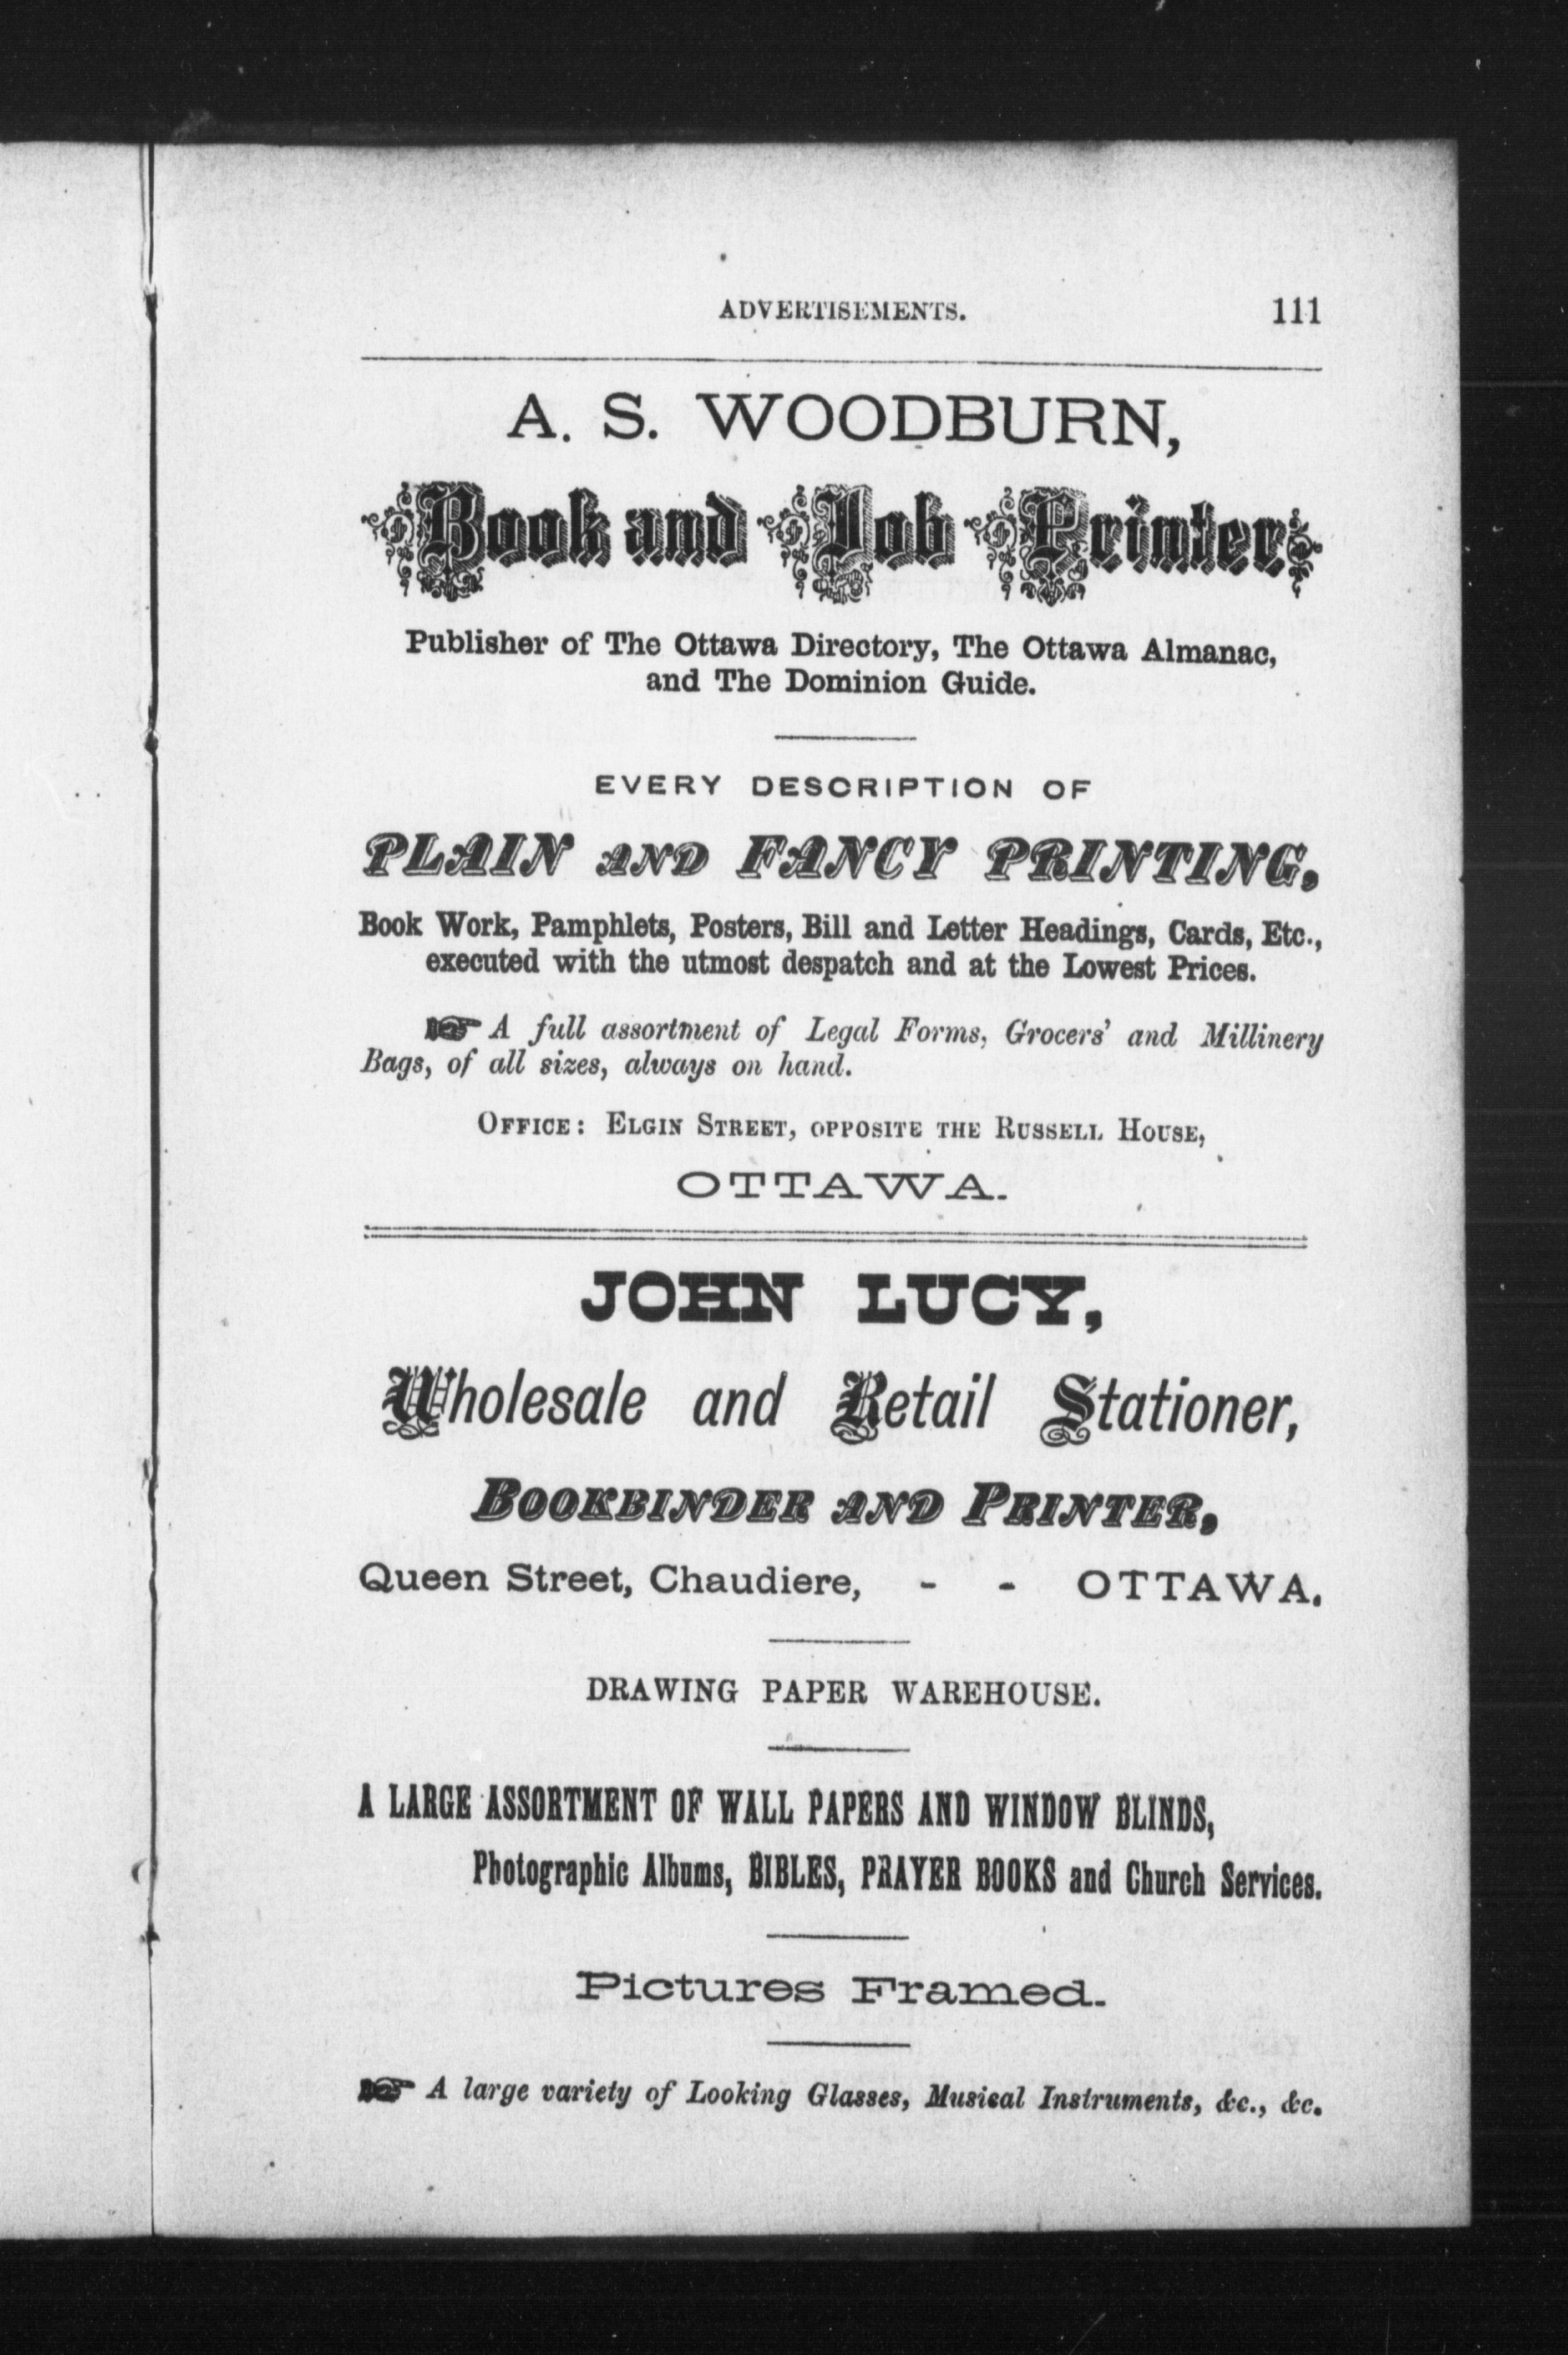 ADVERTISEMENTS. 111
A. S. WOODBURN,
Book and Job Printer
Publisher of The Ottawa Directory, The Ottawa Almanac,
and The Dominion Guide.
EVERY DESCRIPTION OF
PLAIN AND FANCY PRINTING,
Book Work, Pamphlets, Posters, Bill and Letter Headings, Cards, Etc.,
executed with the utmost despatch and at the Lowest Prices.
☞ A full assortment of Legal Forms, Grocers' and Millinery
Bags, of all sizes, always on hand.
OFFICE: ELGIN STREET, OPPOSITE THE RUSSELL HOUSE,
OTTAWA.
JOHN LUCY,
Wholesale and Retail Stationer,
BOOKBINDER AND PRINTER,
Queen Street, Chaudiere, - - OTTAWA.
DRAWING PAPER WAREHOUSE.
A LARGE ASSORTMENT OF WALL PAPERS AND WINDOW BLINDS,
Photographic Albums, BIBLES, PRAYER BOOKS and Church Services.
Pictures Framed.
☞ A large variety of Looking Glasses, Musical Instruments, &c., &c.